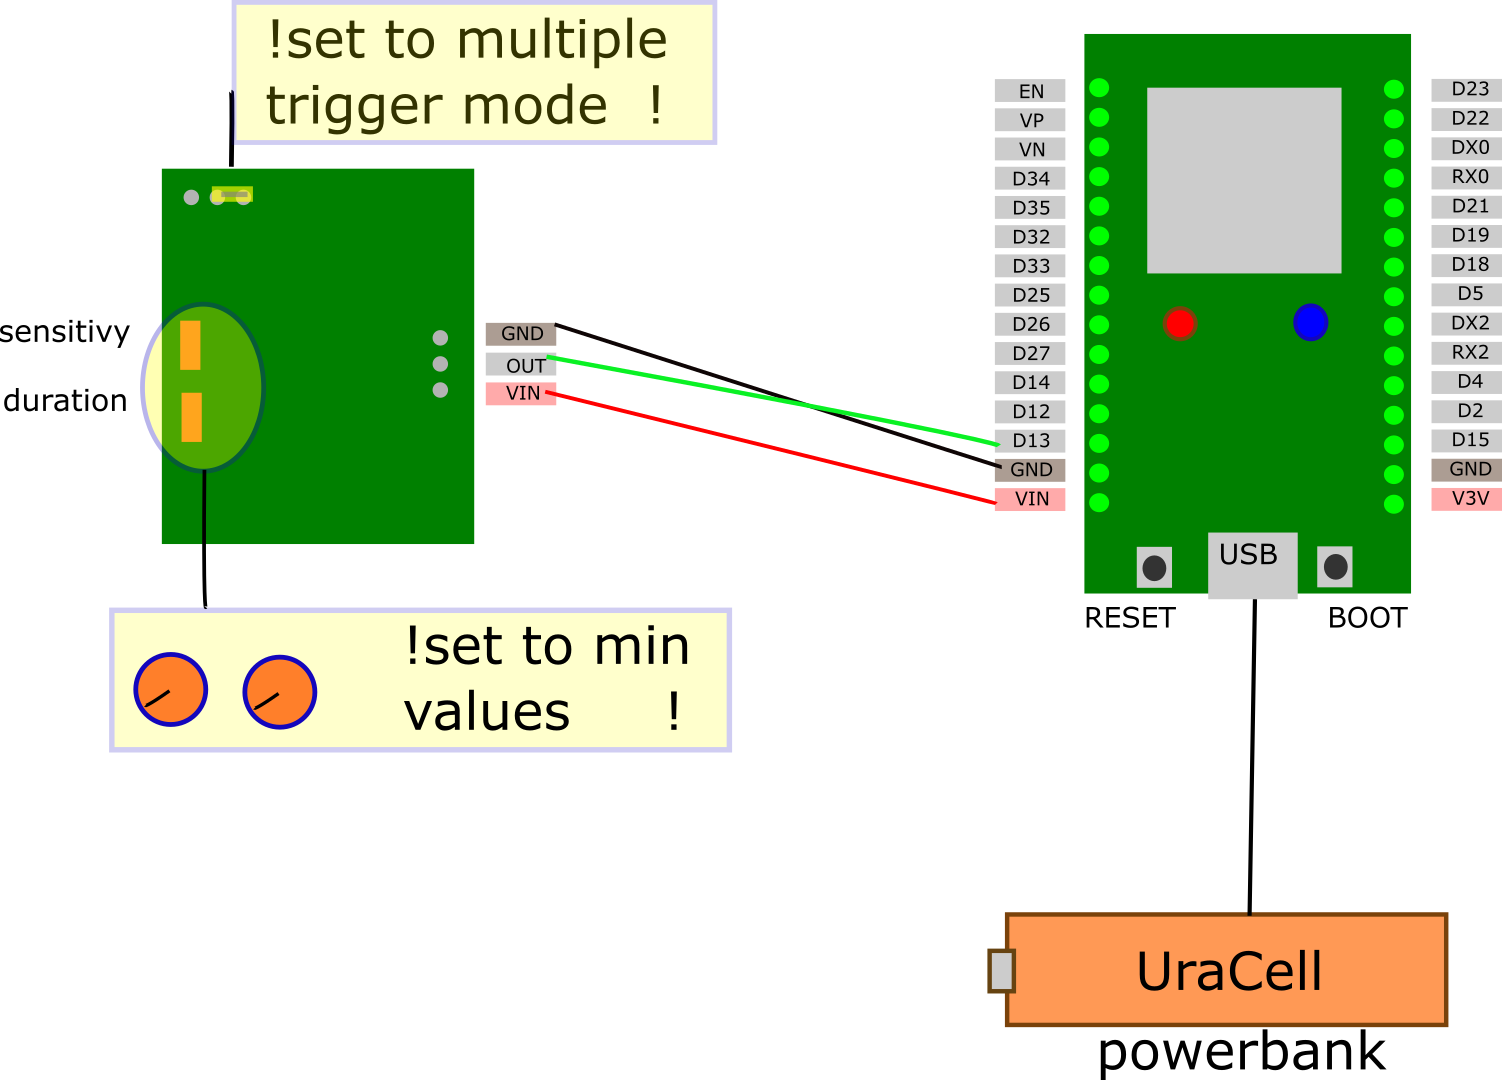 !set to multiple
trigger mode !
sensitivy
duration
GND
OUT
VIN
!set to min
values !
EN
VP
VN
D34
D35
D32
D33
D25
D26
D27
D14
D12
D13
GND
VIN
D23
D22
DX0
RX0
D21
D19
D18
D5
DX2
RX2
D4
D2
D15
GND
V3V
USB
RESET
BOOT
UraCell
powerbank